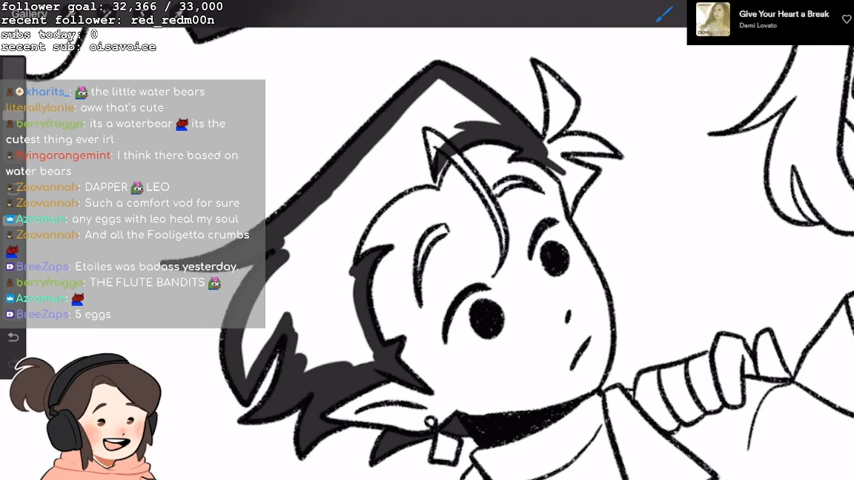 Gallery
follower goal: 32,366 / 33,000
recent follower: red_redm00n
subs today: 0
recent sub: oisavoice
Give Your Heart a Break
Demi Lovato
xharits_: the little water bears
literallylanie: aww that's cute
berryfroggo: its a waterbear its the
cutest thing ever irl
flyingorangemint: I think there based on
water bears
Zoovannah: DAPPER LEO
Zoovannah: Such a comfort vod for sure
: any eggs with leo heal my soul
Zoovannah: And all the Fooligetta crumbs
BreeZaps: Etoiles was badass yesterday,
berryfroggo: THE FLUTE BANDITS
BreeZaps: 5 eggs